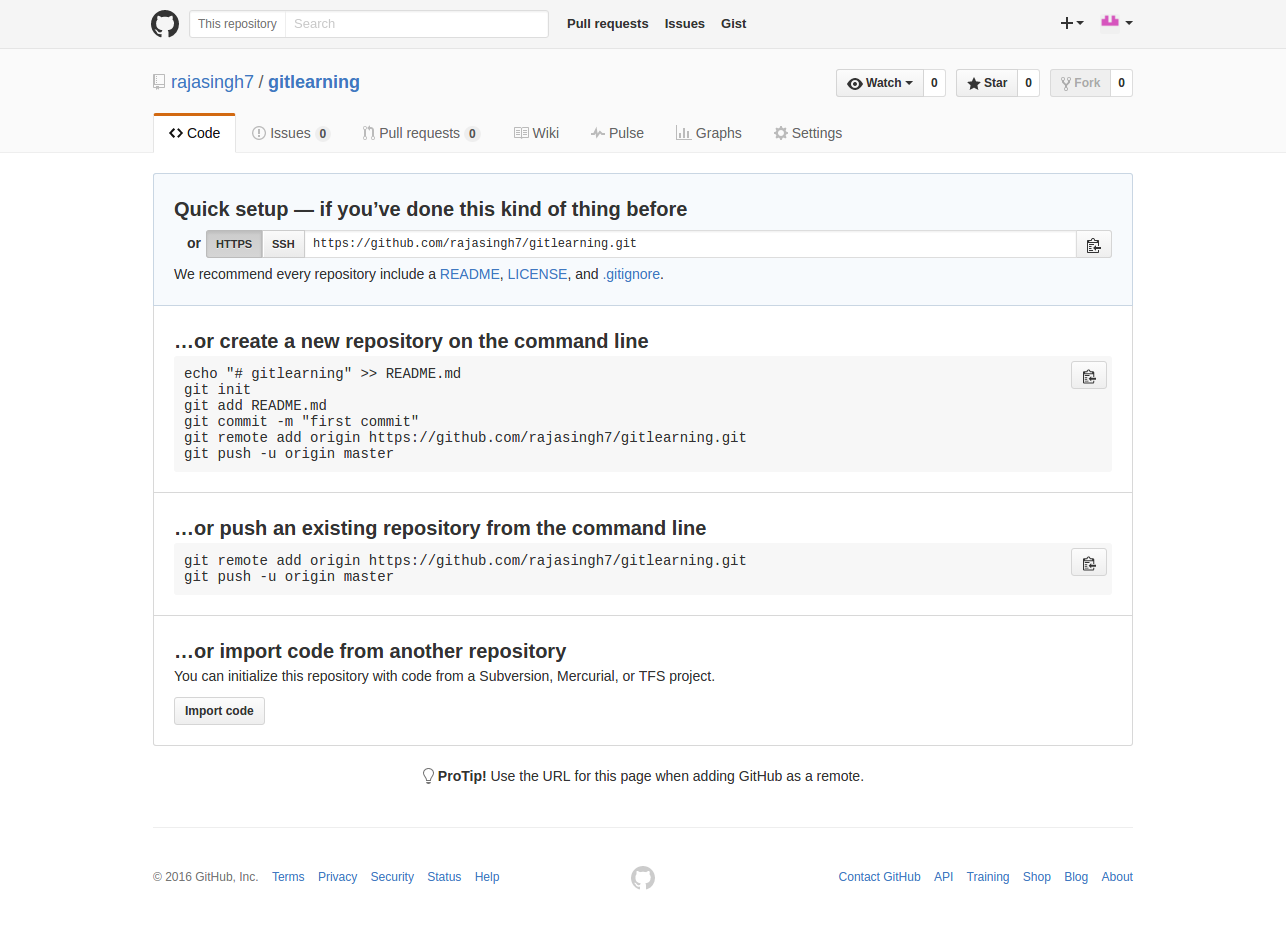 This repository Search Pull requests Issues Gist
rajasingh7 / gitlearning Watch 0 Star 0 Fork 0
Code Issues 0 Pull requests 0 Wiki Pulse Graphs Settings
Quick setup — if you’ve done this kind of thing before
or HTTPS SSH https://github.com/rajasingh7/gitlearning.git
We recommend every repository include a README, LICENSE, and .gitignore.
…or create a new repository on the command line
echo "# gitlearning" >> README.md
git init
git add README.md
git commit -m "first commit"
git remote add origin https://github.com/rajasingh7/gitlearning.git
git push -u origin master
…or push an existing repository from the command line
git remote add origin https://github.com/rajasingh7/gitlearning.git
git push -u origin master
…or import code from another repository
You can initialize this repository with code from a Subversion, Mercurial, or TFS project.
Import code
ProTip! Use the URL for this page when adding GitHub as a remote.
© 2016 GitHub, Inc. Terms Privacy Security Status Help Contact GitHub API Training Shop Blog About